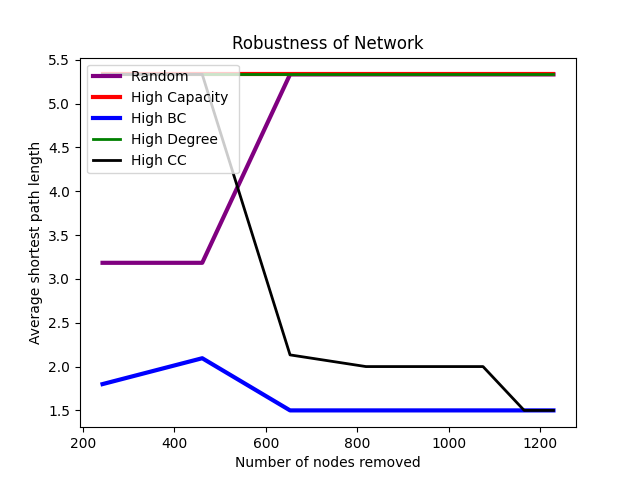 Robustness of Network
5.5
5.0
4.5
4.0
3.5
3.0
2.5
2.0
1.5
Average shortest path length
Random
High Capacity
High BC
High Degree
High CC
200
400
600
800
1000
1200
Number of nodes removed